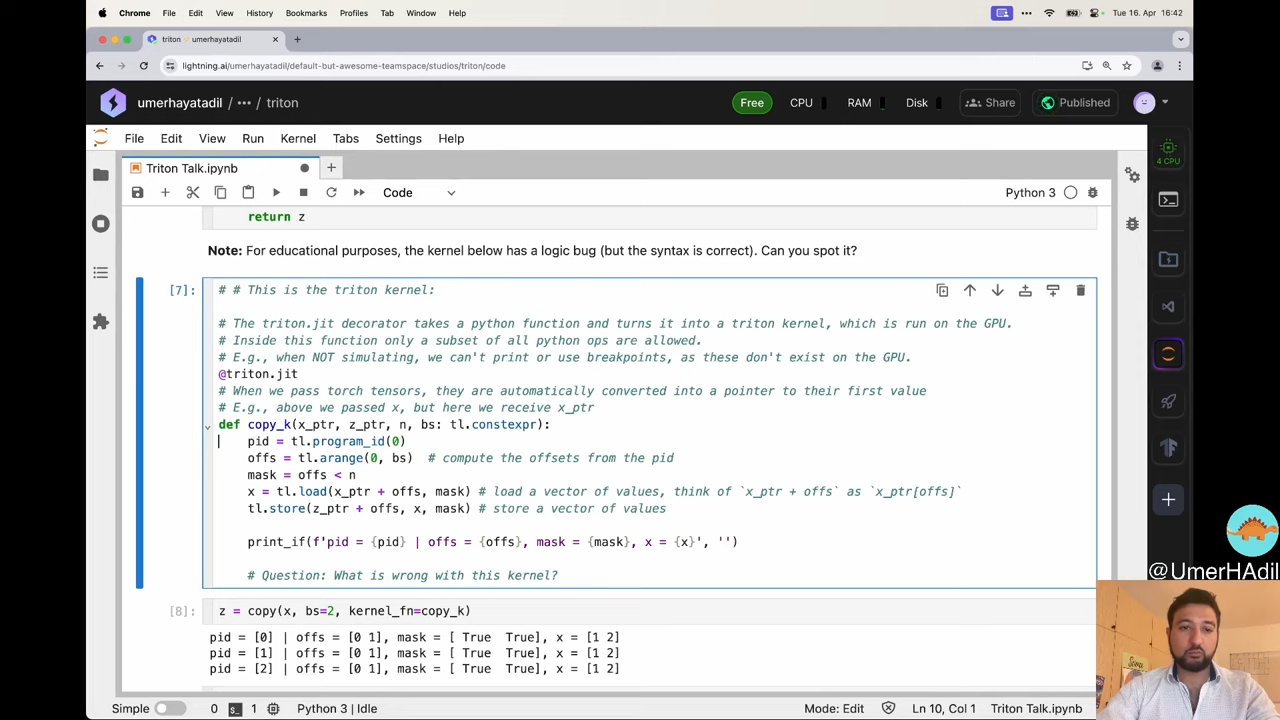 Chrome File Edit View History Bookmarks Profiles Tab Window Help Tue 16. Apr 16:42
triton umerhayatadil
lightning.ai/umerhayatadil/default-but-awesome-teamspace/studios/triton/code
umerhayatadil / ••• / triton Free CPU RAM Disk Share Published
File Edit View Run Kernel Tabs Settings Help
4 CPU
Triton Talk.ipynb
Code Python 3
return z
Note: For educational purposes, the kernel below has a logic bug (but the syntax is correct). Can you spot it?
[7]: # # This is the triton kernel:
# The triton.jit decorator takes a python function and turns it into a triton kernel, which is run on the GPU.
# Inside this function only a subset of all python ops are allowed.
# E.g., when NOT simulating, we can't print or use breakpoints, as these don't exist on the GPU.
@triton.jit
# When we pass torch tensors, they are automatically converted into a pointer to their first value
# E.g., above we passed x, but here we receive x_ptr
def copy_k(x_ptr, z_ptr, n, bs: tl.constexpr):
pid = tl.program_id(0)
offs = tl.arange(0, bs) # compute the offsets from the pid
mask = offs < n
x = tl.load(x_ptr + offs, mask) # load a vector of values, think of `x_ptr + offs` as `x_ptr[offs]`
tl.store(z_ptr + offs, x, mask) # store a vector of values
print_if(f'pid = {pid} | offs = {offs}, mask = {mask}, x = {x}', '')
# Question: What is wrong with this kernel?
@UmerHAdil
[8]: z = copy(x, bs=2, kernel_fn=copy_k)
pid = [0] | offs = [0 1], mask = [ True True], x = [1 2]
pid = [1] | offs = [0 1], mask = [ True True], x = [1 2]
pid = [2] | offs = [0 1], mask = [ True True], x = [1 2]
Simple 0 1 Python 3 | Idle Mode: Edit Ln 10, Col 1 Triton Talk.ipynb